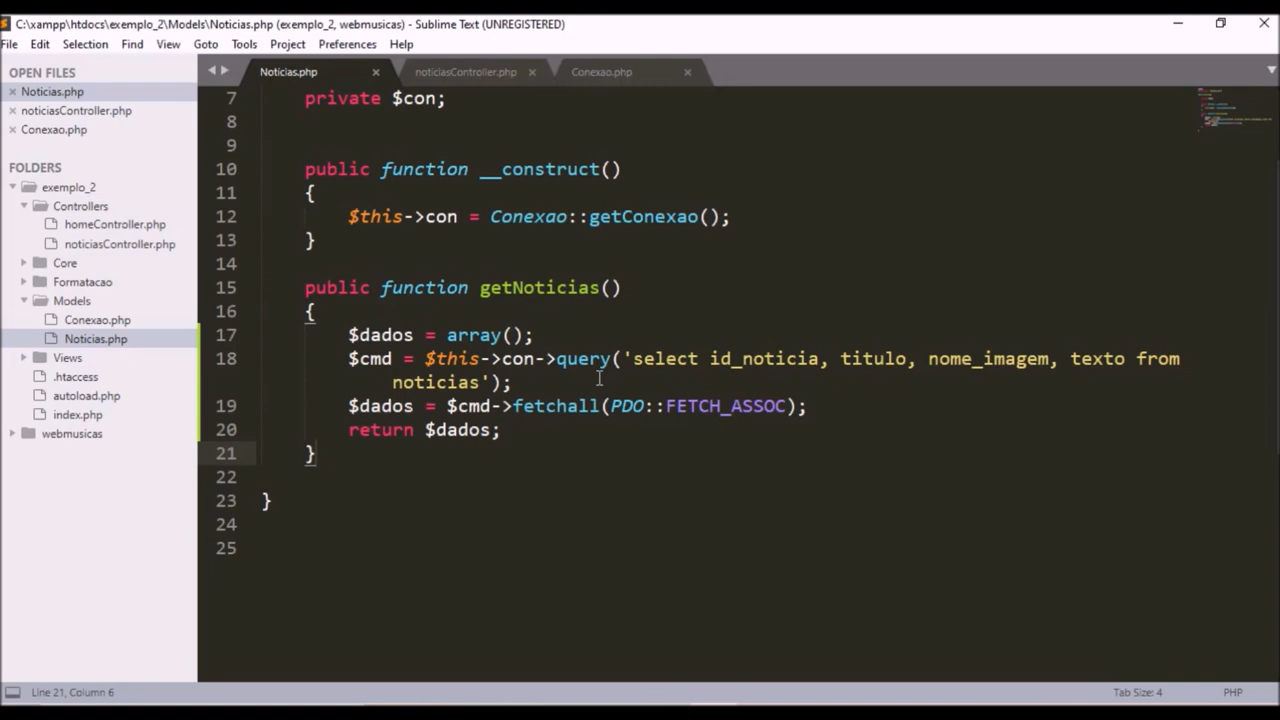 C:\xampp\htdocs\exemplo_2\Models\Noticias.php (exemplo_2, webmusicas) - Sublime Text (UNREGISTERED)
File Edit Selection Find View Goto Tools Project Preferences Help
OPEN FILES
Noticias.php
noticiasController.php
Conexao.php
FOLDERS
exemplo_2
Controllers
homeController.php
noticiasController.php
Core
Formatacao
Models
Conexao.php
Noticias.php
Views
.htaccess
autoload.php
index.php
webmusicas
Noticias.php noticiasController.php Conexao.php
7 private $con;
8
9
10 public function __construct()
11 {
12 $this->con = Conexao::getConexao();
13 }
14
15 public function getNoticias()
16 {
17 $dados = array();
18 $cmd = $this->con->query('select id_noticia, titulo, nome_imagem, texto from
noticias');
19 $dados = $cmd->fetchall(PDO::FETCH_ASSOC);
20 return $dados;
21 }
22
23 }
24
25
Line 21, Column 6 Tab Size: 4 PHP